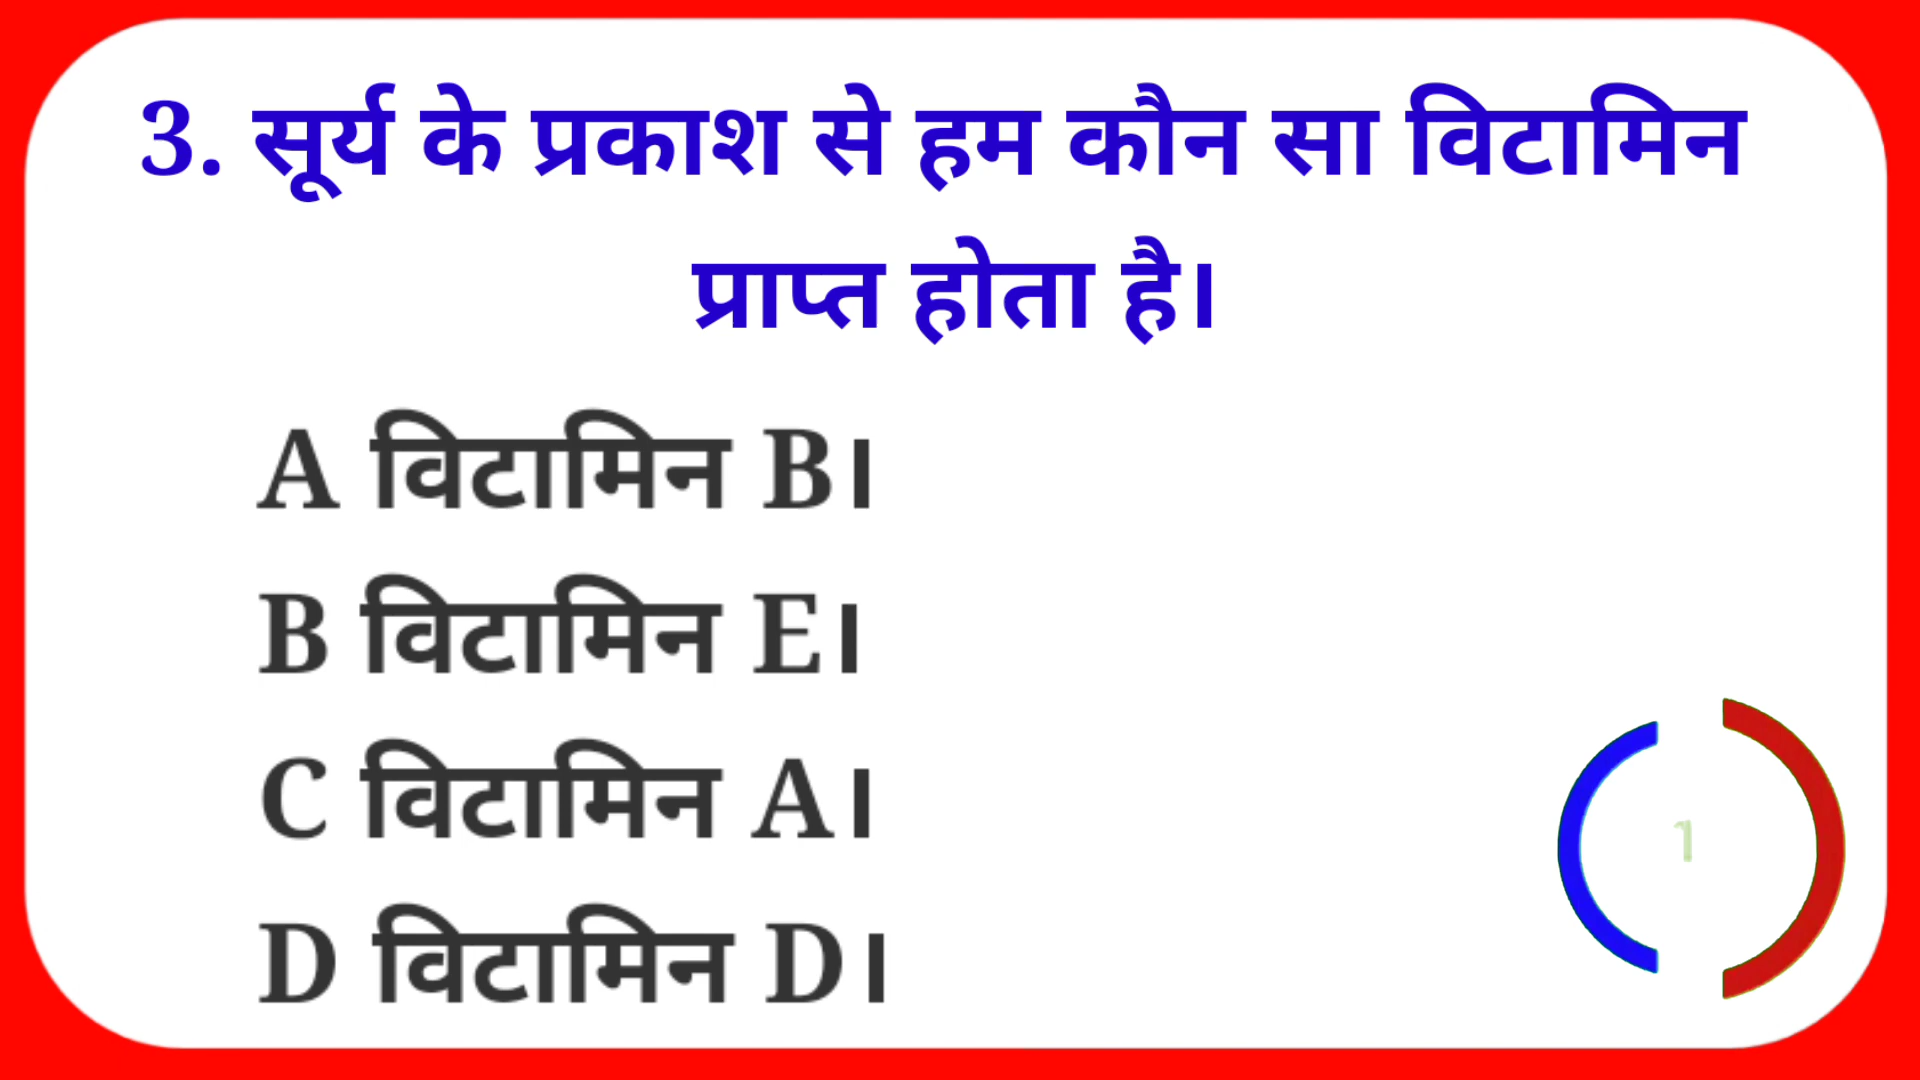 3. सूर्य के प्रकाश से हम कौन सा विटामिन
प्राप्त होता है।
A विटामिन B।
B विटामिन E।
C विटामिन A।
D विटामिन D।
1